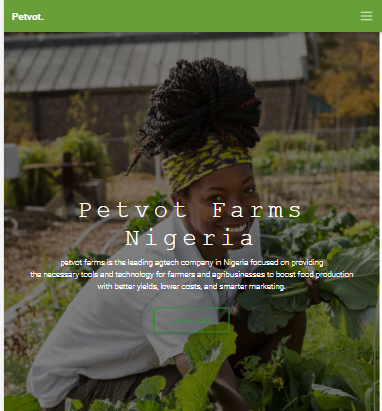 Petvot.
Petvot Farms
Nigeria
petvot farms is the leading agtech company in Nigeria focused on providing
the necessary tools and technology for farmers and agribusinesses to boost food production
with better yields, lower costs, and smarter marketing.